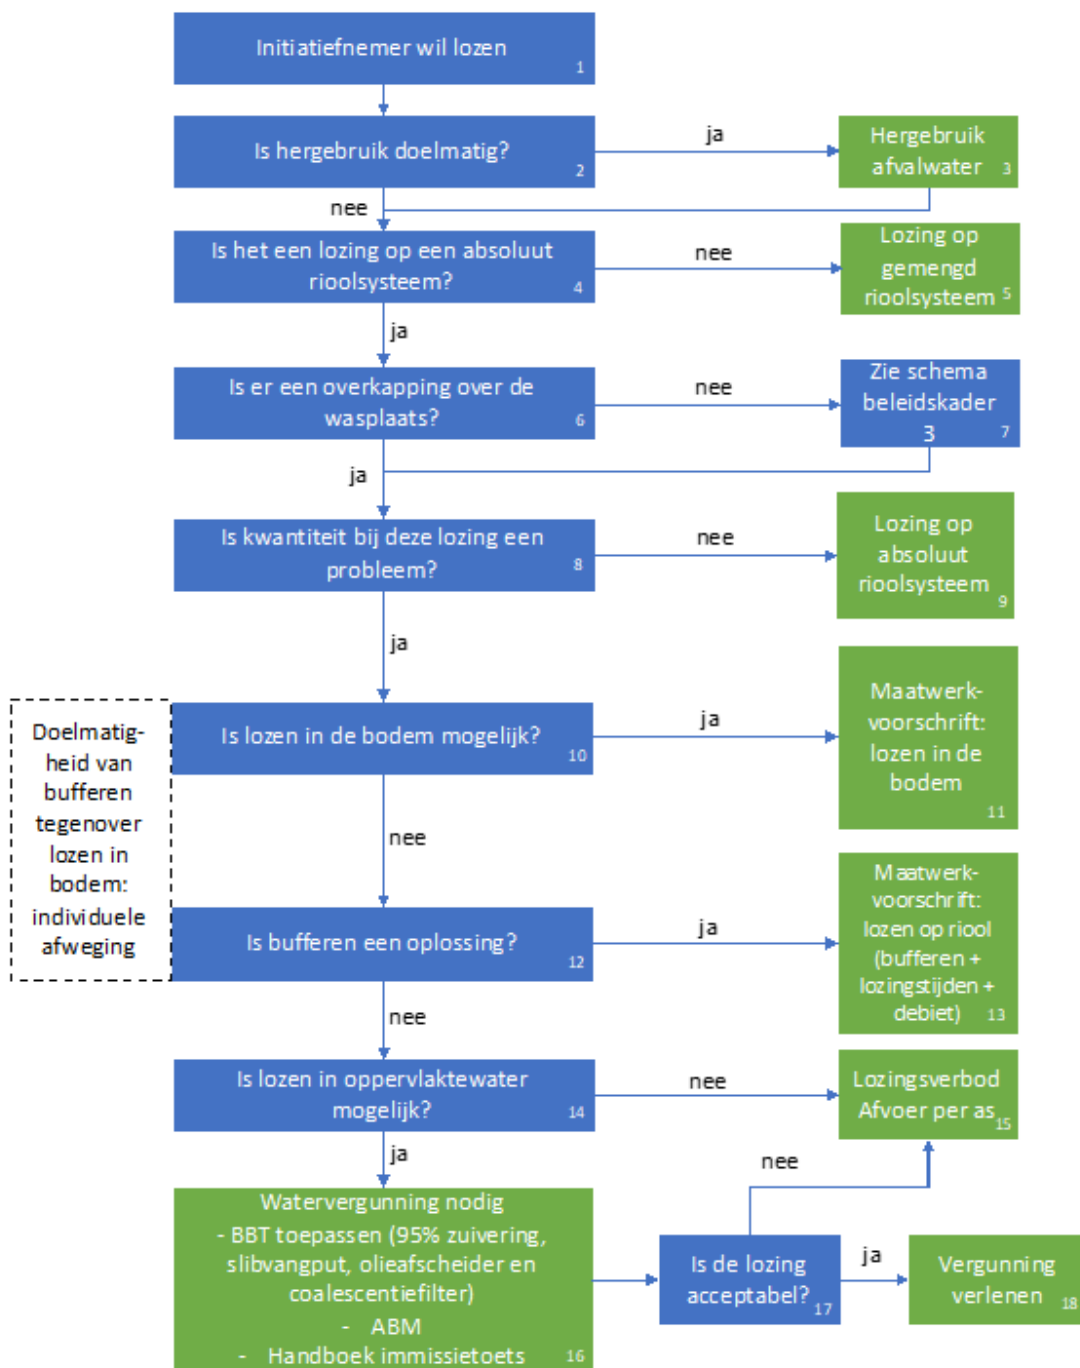 Initiatiefnemer wil lozen
1
Is hergebruik doelmatig?
2
ja
Hergebruik
afvalwater
3
nee
Is het een lozing op een absoluut
rioolsysteem?
4
nee
Lozing op
gemengd
rioolsysteem
5
ja
Is er een overkapping over de
wasplaats?
6
nee
Zie schema
beleidskader
3
7
ja
Is kwantiteit bij deze lozing een
probleem?
8
nee
Lozing op
absoluut
rioolsysteem
9
ja
Doelmatig-
heid van
bufferen
tegenover
lozen in
bodem:
individuele
afweging
Is lozen in de bodem mogelijk?
10
ja
Maatwerk-
voorschrift:
lozen in de
bodem
11
nee
Is bufferen een oplossing?
12
ja
Maatwerk-
voorschrift:
lozen op riool
(bufferen +
lozingstijden +
debiet)
13
nee
Is lozen in oppervlaktewater
mogelijk?
14
nee
Lozingsverbod
Afvoer per as
15
ja
Watervergunning nodig
- BBT toepassen (95% zuivering,
slibvangput, olieafscheider en
coalescentiefilter)
- ABM
- Handboek immissietoets
16
Is de lozing
acceptabel?
17
nee
ja
Vergunning
verlenen
18